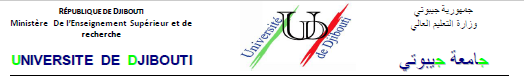 RÉPUBLIQUE DE DJIBOUTI
Ministère De l'Enseignement Supérieur et de
recherche
UNIVERSITE DE DJIBOUTI
Université
UD
de Djibouti
جمهورية جيبوتي
وزارة التعليم العالي
جامعة جيبوتي